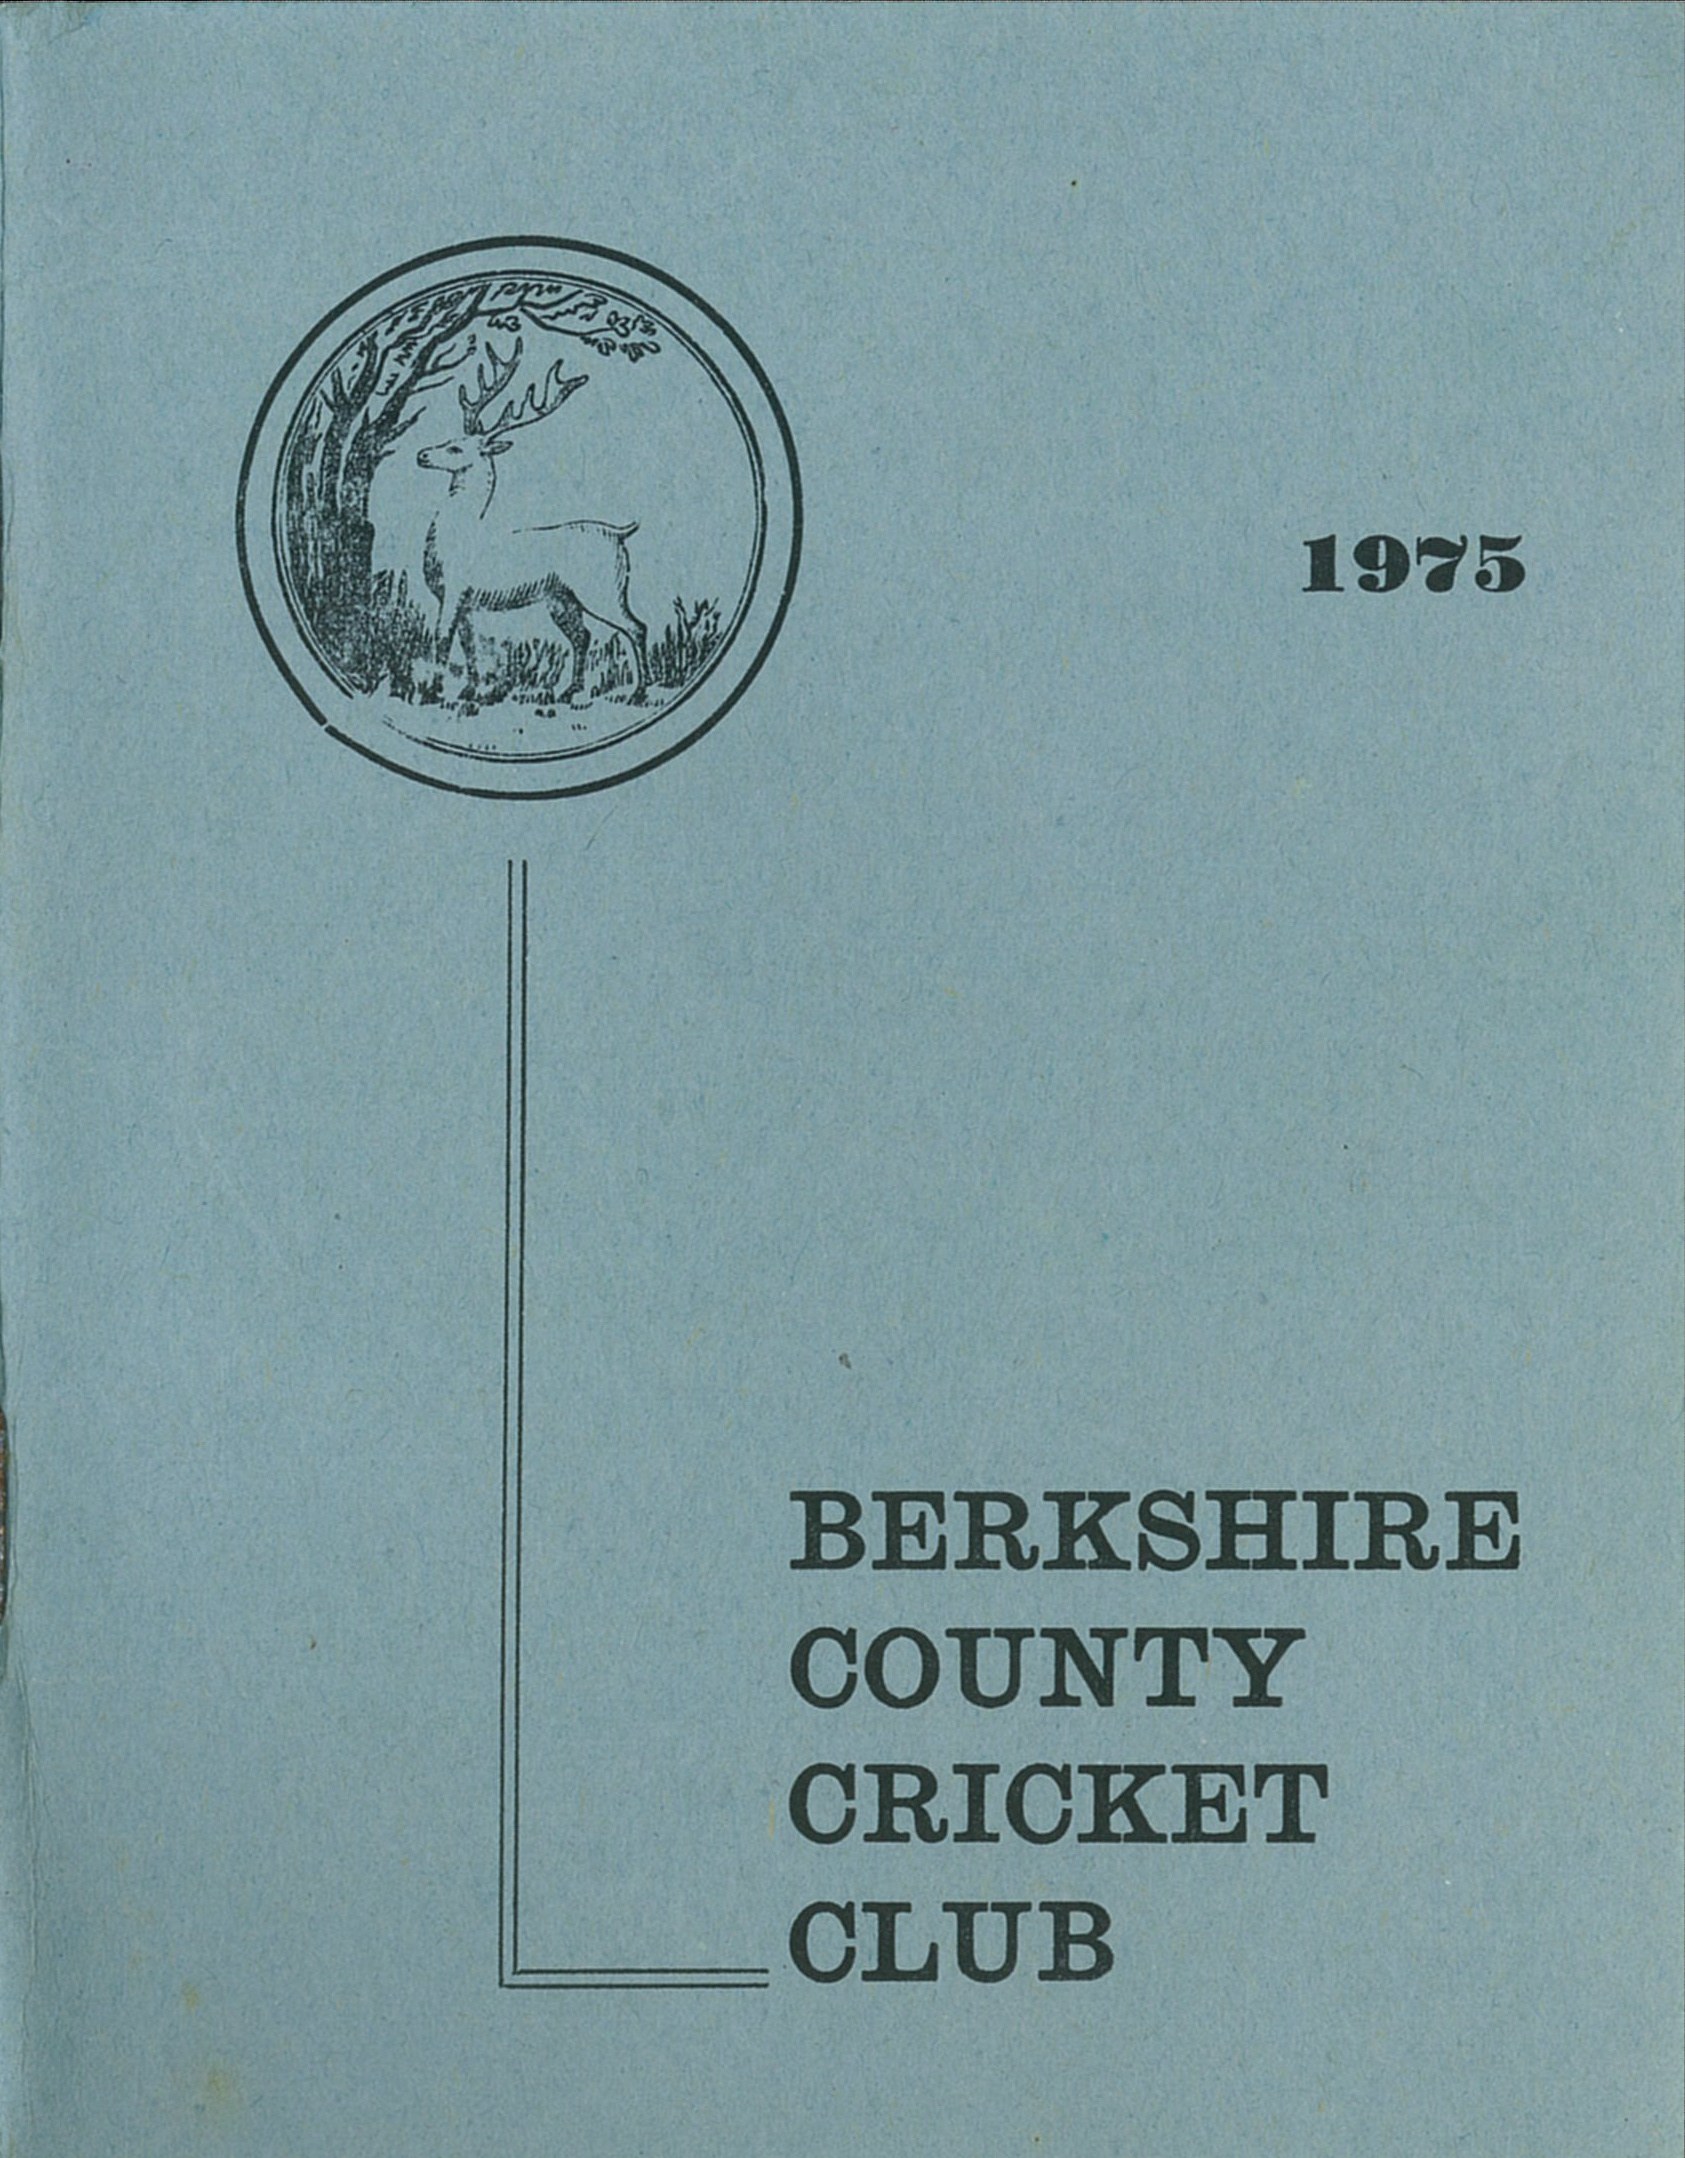 1975
BERKSHIRE
COUNTY
CRICKET
CLUB